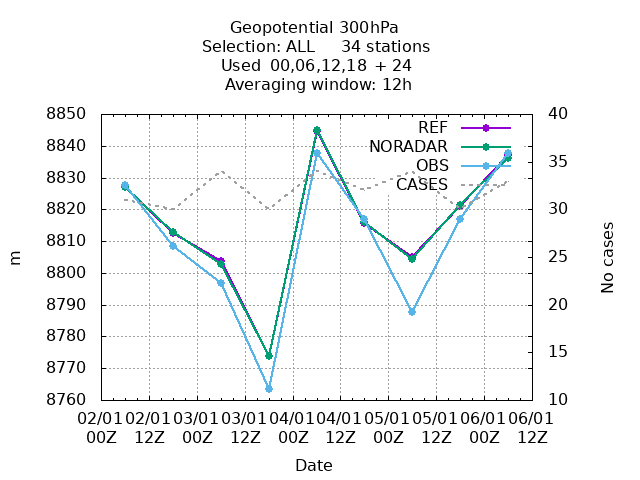 Geopotential 300hPa
Selection: ALL 34 stations
Used 00,06,12,18 + 24
Averaging window: 12h
8850
8840
8830
8820
8810
8800
8790
8780
8770
8760
m
40
35
30
25
20
15
10
No cases
REF
NORADAR
OBS
CASES
02/01 02/01 03/01 03/01 04/01 04/01 05/01 05/01 06/01 06/01
00Z 12Z 00Z 12Z 00Z 12Z 00Z 12Z 00Z 12Z
Date